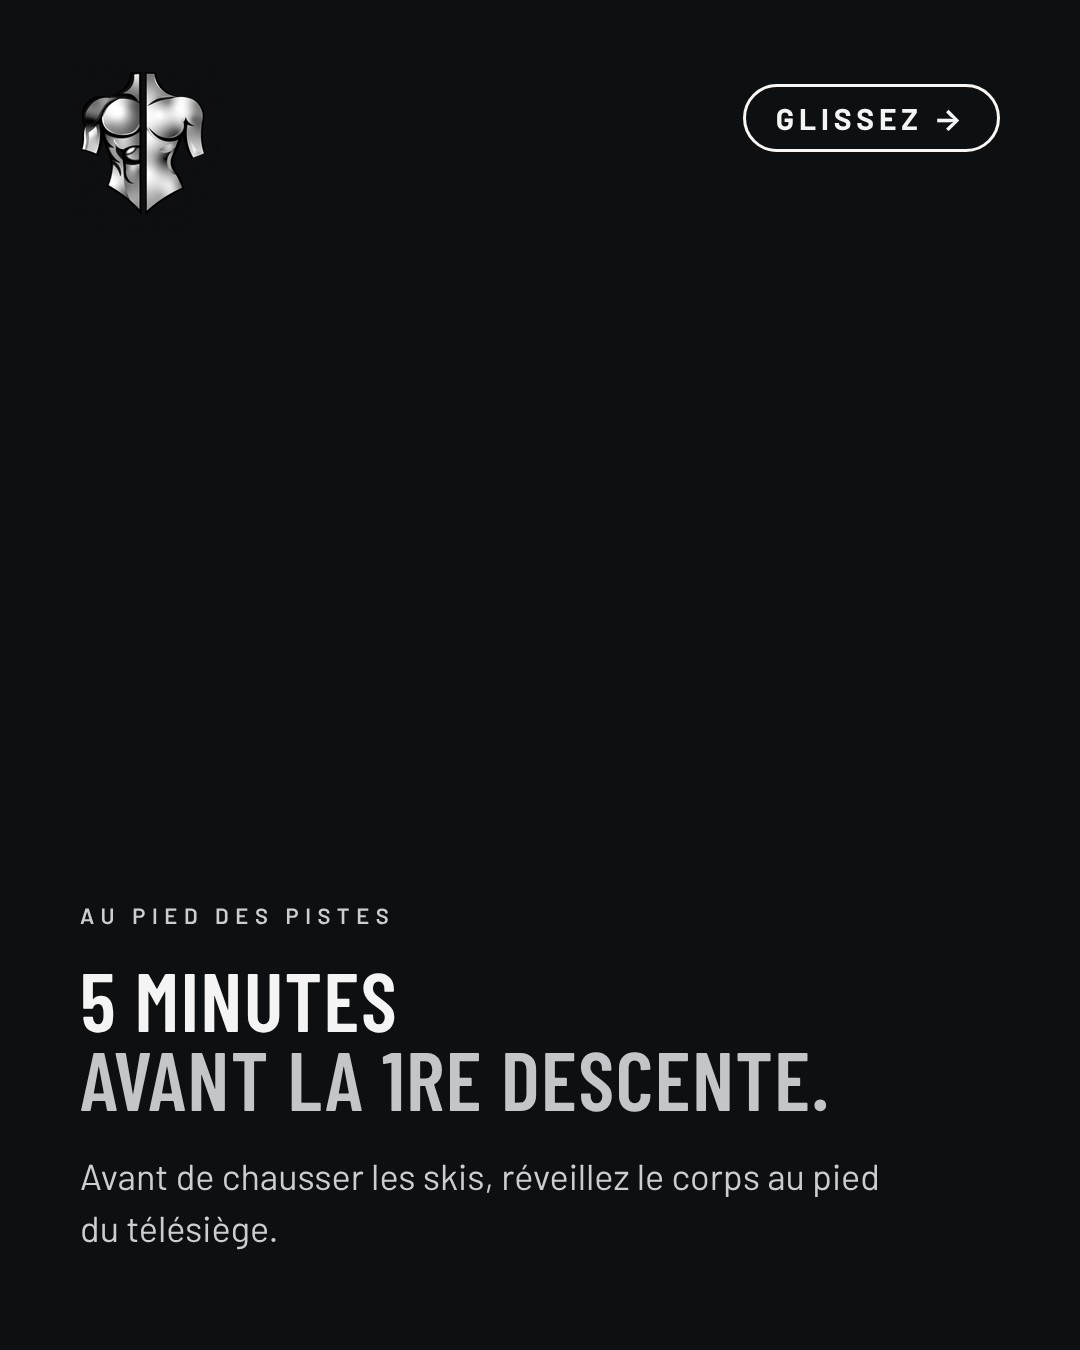 GLISSEZ →
AU PIED DES PISTES
5 MINUTES
AVANT LA 1RE DESCENTE.
Avant de chausser les skis, réveillez le corps au pied
du télésiège.